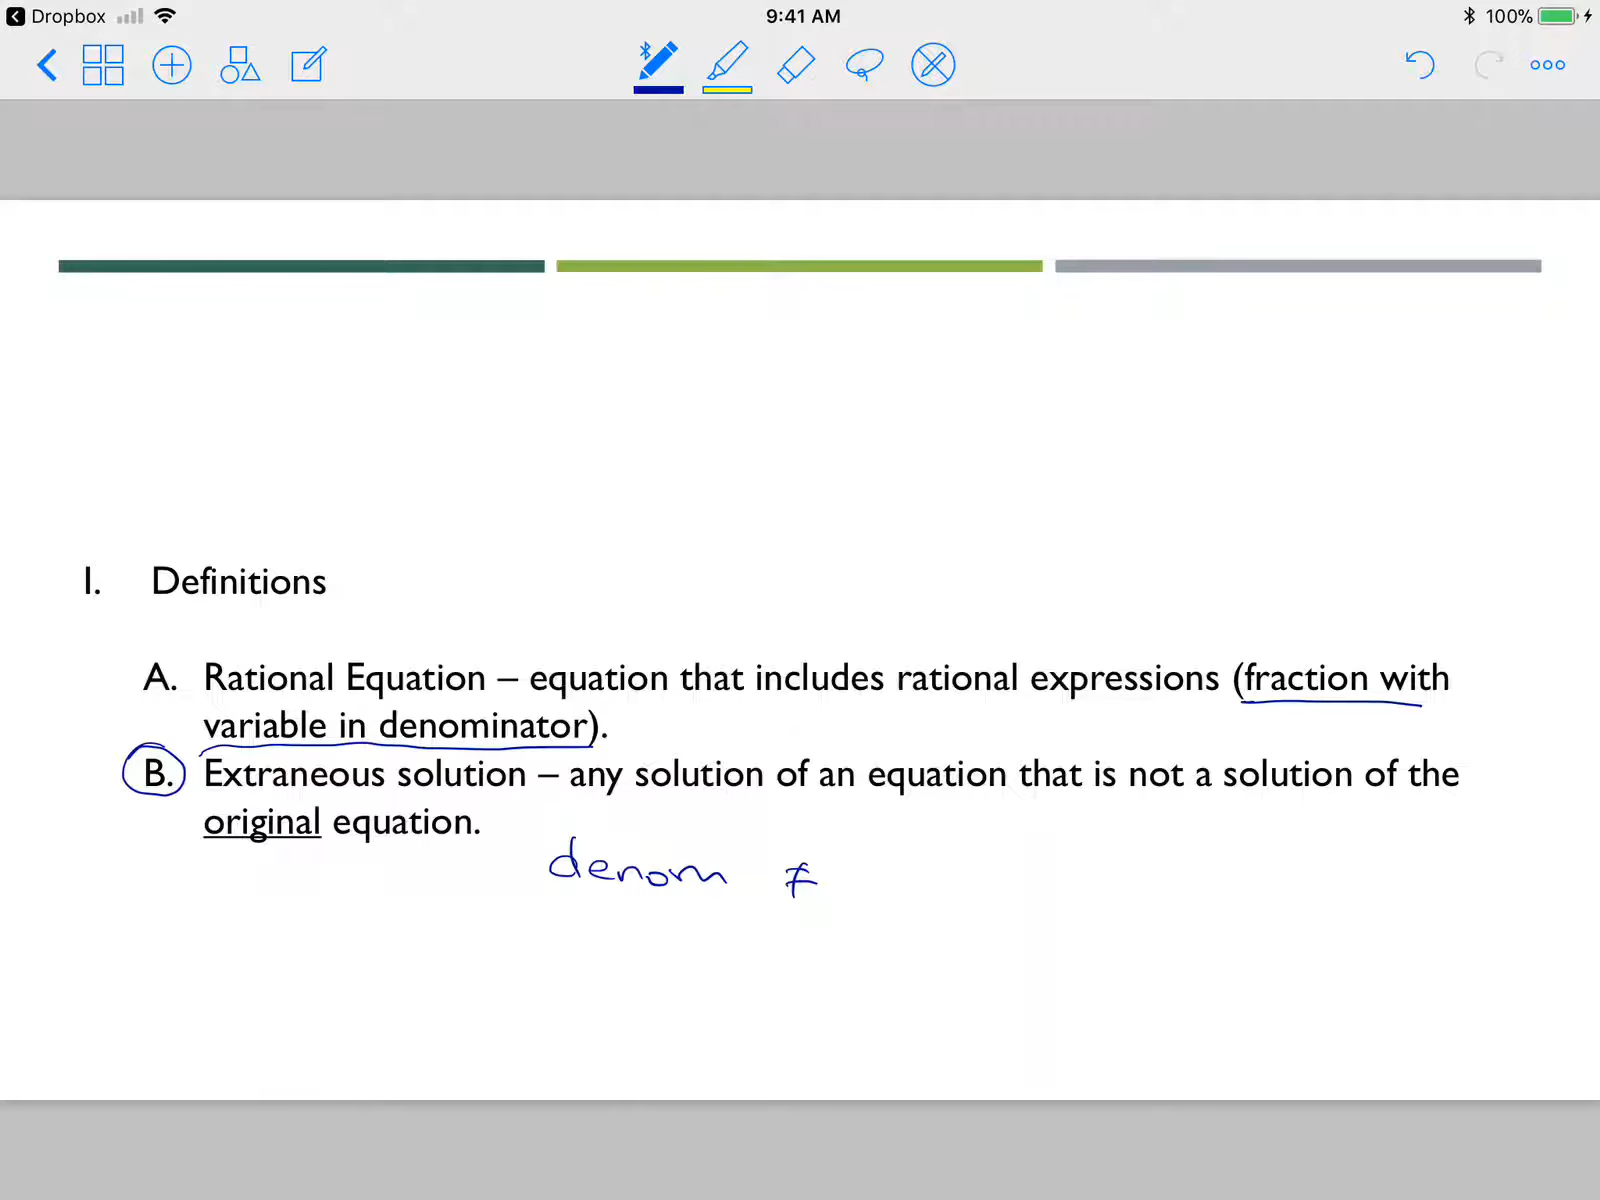 Dropbox 9:41 AM 100%
I. Definitions
A. Rational Equation – equation that includes rational expressions (fraction with
variable in denominator).
B. Extraneous solution – any solution of an equation that is not a solution of the
original equation.
denom ≠